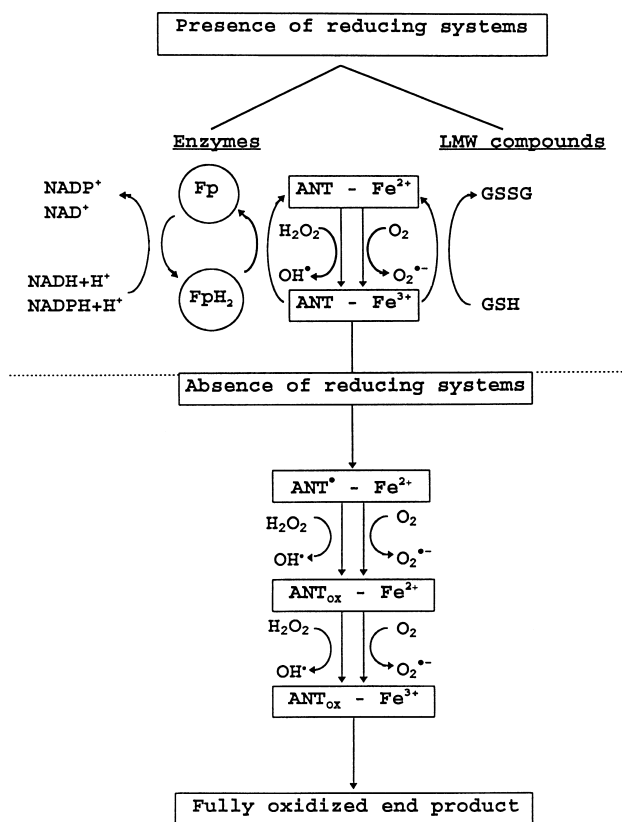 Presence of reducing systems
Enzymes
LMW compounds
NADP⁺
NAD⁺
NADH+H⁺
NADPH+H⁺
Fp
FpH₂
ANT - Fe²⁺
H₂O₂
O₂
OH•
O₂•⁻
ANT - Fe³⁺
GSSG
GSH
Absence of reducing systems
ANT• - Fe²⁺
H₂O₂
O₂
OH•
O₂•⁻
ANTox - Fe²⁺
H₂O₂
O₂
OH•
O₂•⁻
ANTox - Fe³⁺
Fully oxidized end product